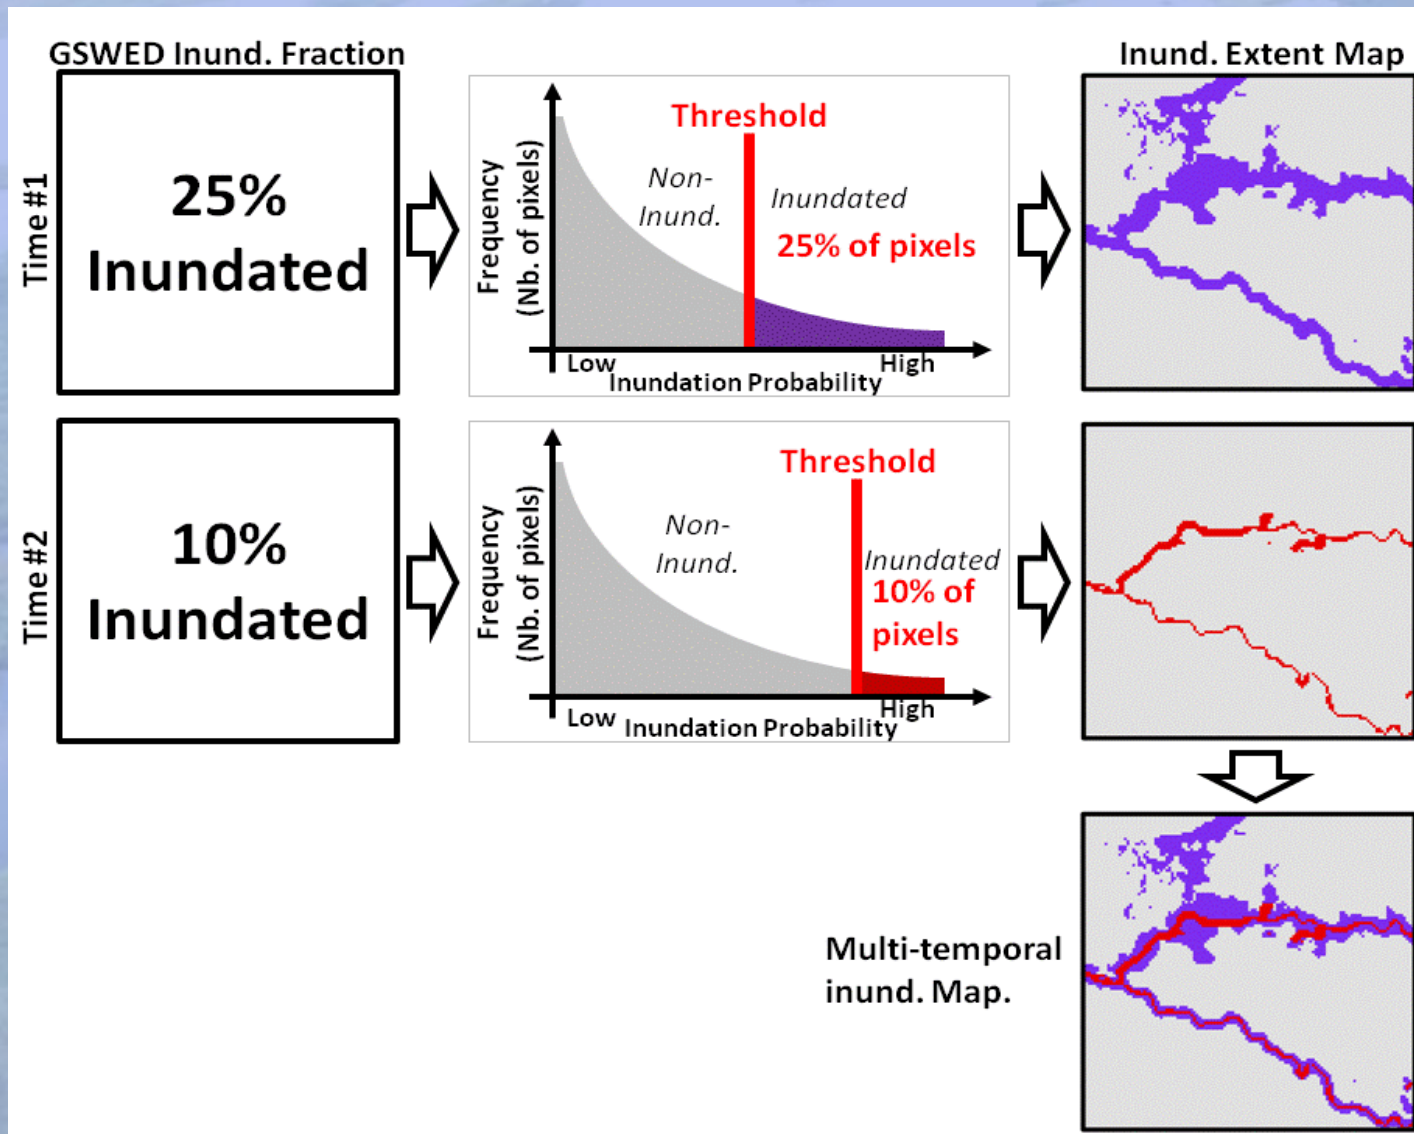 GSWED Inund. Fraction
Inund. Extent Map
Time #1
25%
Inundated
Frequency
(Nb. of pixels)
Threshold
Non-
Inund.
Inundated
25% of pixels
Low
High
Inundation Probability
Time #2
10%
Inundated
Frequency
(Nb. of pixels)
Threshold
Non-
Inund.
Inundated
10% of
pixels
Low
High
Inundation Probability
Multi-temporal
inund. Map.